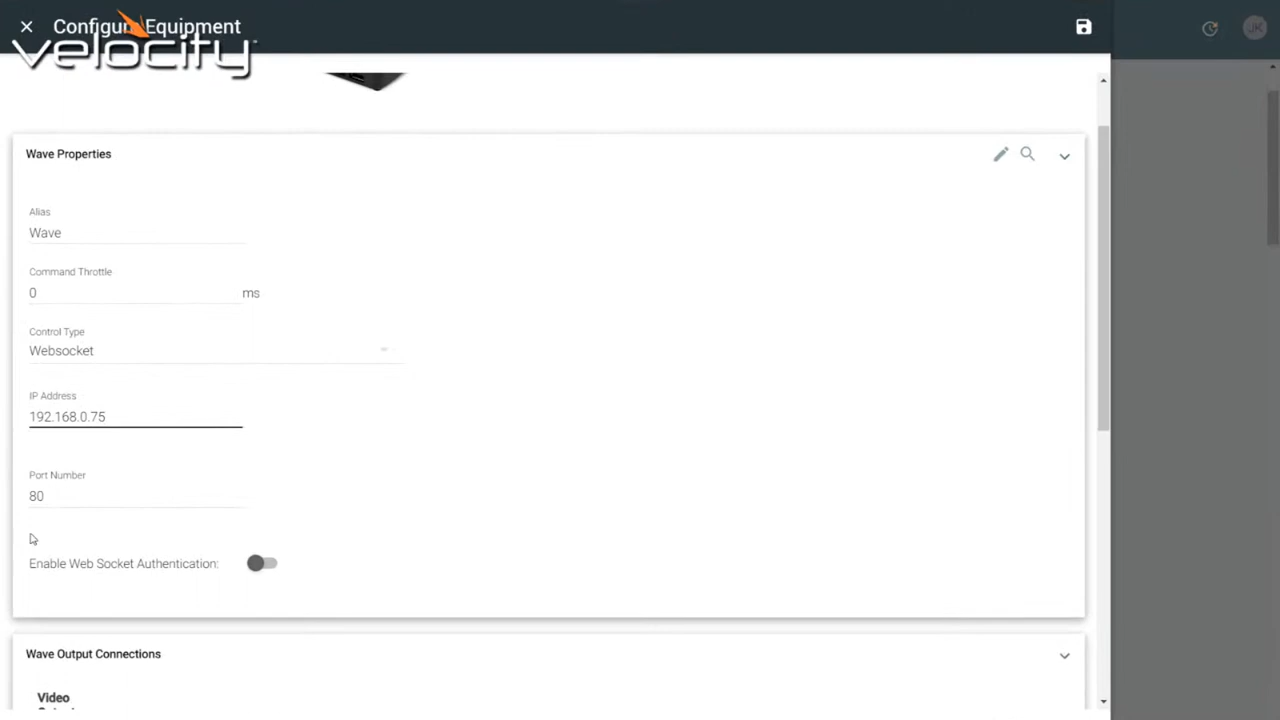 Configure Equipment
velocity
JK
Wave Properties
Alias
Wave
Command Throttle
0 ms
Control Type
Websocket
IP Address
192.168.0.75
Port Number
80
Enable Web Socket Authentication:
Wave Output Connections
Video